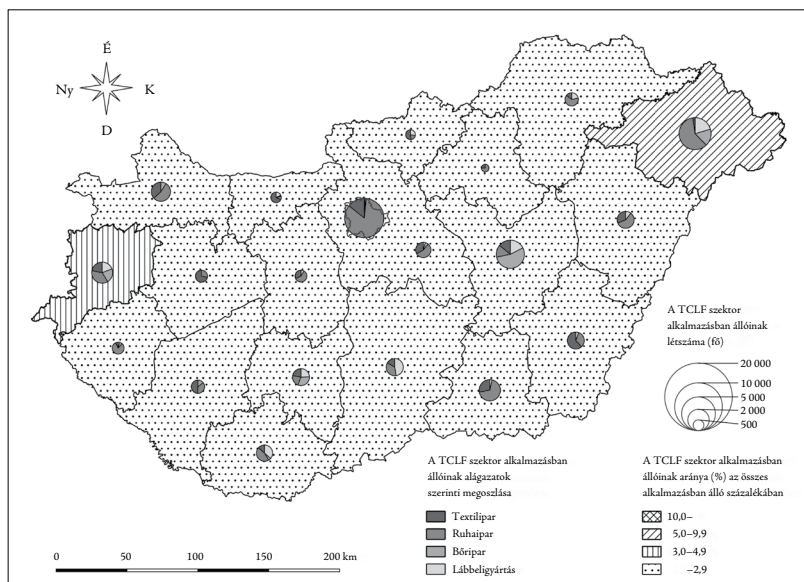 É
Ny K
D
A TCLF szektor
alkalmazásban állóinak
létszáma (fő)
20 000
10 000
5 000
2 000
500
A TCLF szektor alkalmazásban
állóinak alágazatok
szerinti megoszlása
Textilipar
Ruhaipar
Bőripar
Lábbeligyártás
A TCLF szektor alkalmazásban
állóinak aránya (%) az összes
alkalmazásban álló százalékában
10,0–
5,0–9,9
3,0–4,9
–2,9
0 50 100 150 200 km